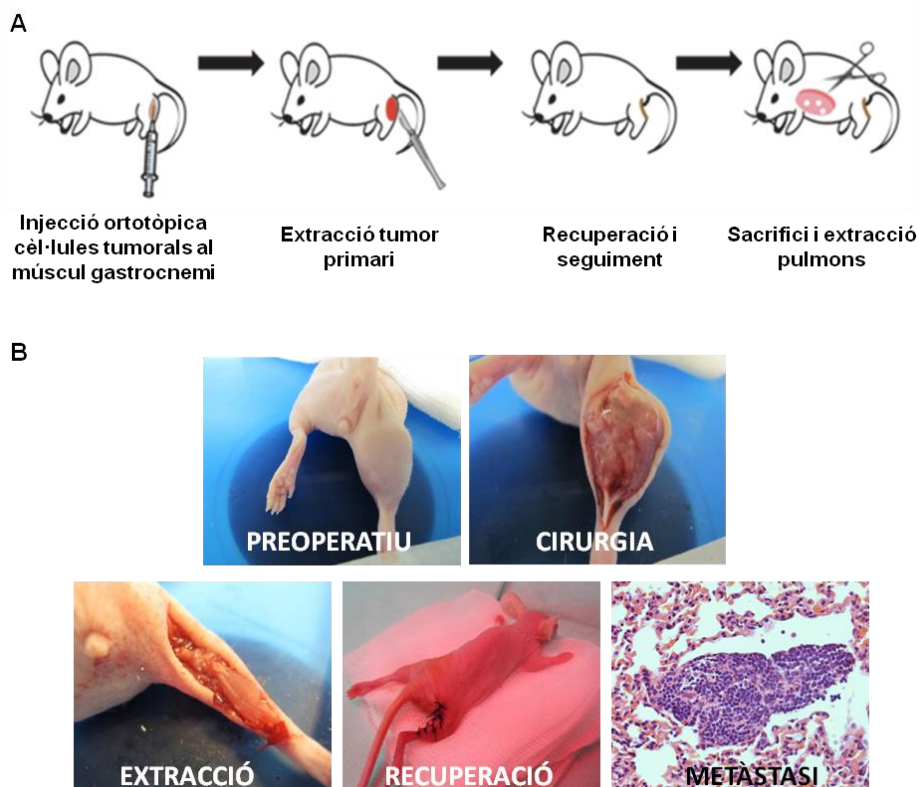 A
Injecció ortotòpica
cèl·lules tumorals al
múscul gastrocnemi
Extracció tumor
primari
Recuperació i
seguiment
Sacrifici i extracció
pulmons
B
PREOPERATIU
CIRURGIA
EXTRACCIÓ
RECUPERACIÓ
METÀSTASI